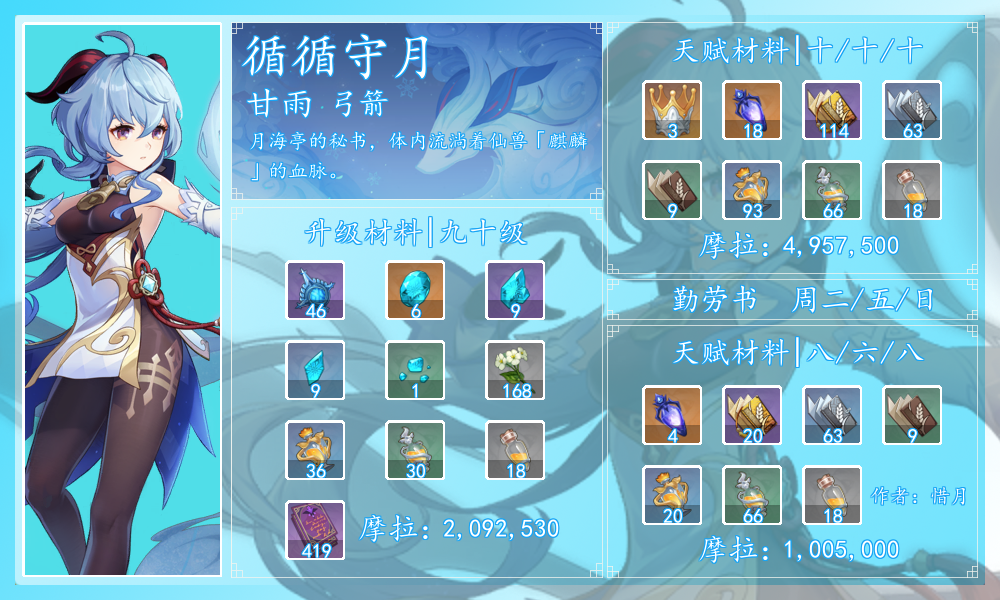 循循守月
甘雨 弓箭
月海亭的秘书，体内流淌着仙兽「麒麟
」的血脉。
升级材料|九十级
46
6
9
9
1
168
36
30
18
419
摩拉：2,092,530
天赋材料|十/十/十
3
18
114
63
9
93
66
18
摩拉：4,957,500
勤劳书 周二/五/日
天赋材料|八/六/八
4
20
63
9
20
66
18
作者：惜月
摩拉：1,005,000